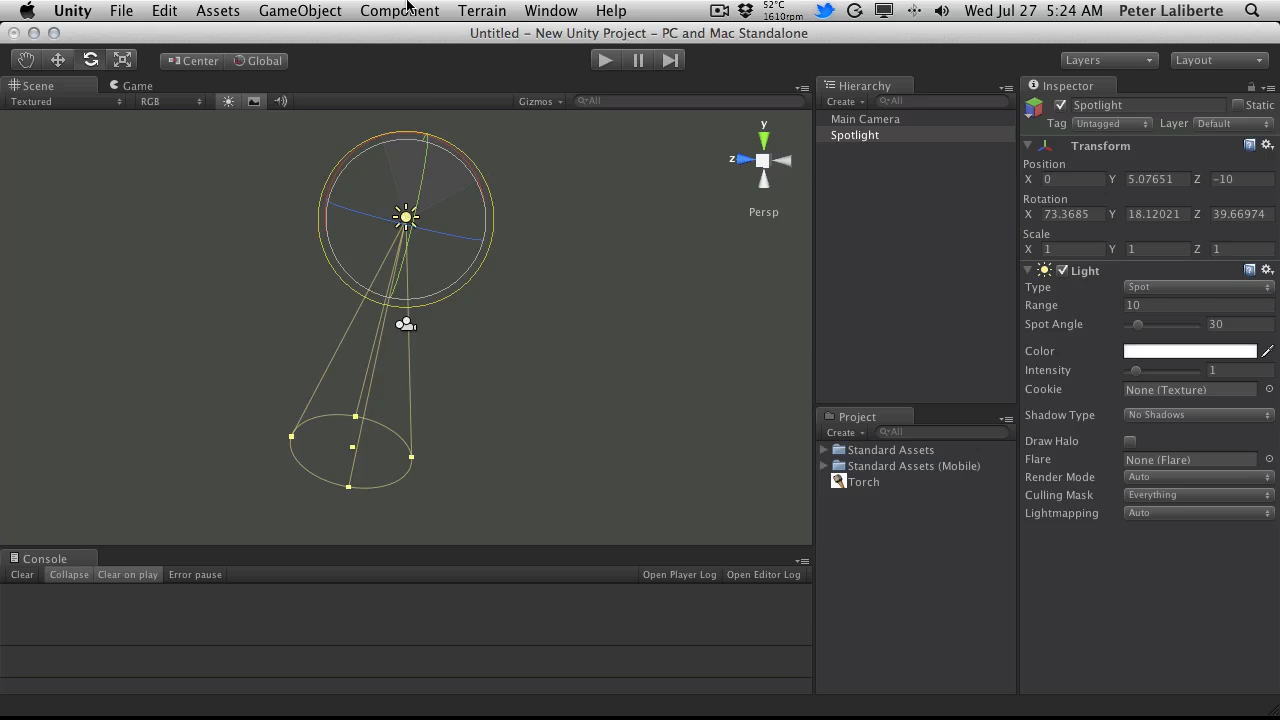 Unity File Edit Assets GameObject Component Terrain Window Help 52°C 1610rpm Wed Jul 27 5:24 AM Peter Laliberte
Untitled – New Unity Project – PC and Mac Standalone
Center Global Layers Layout
Scene Game
Textured RGB Gizmos All
y
z
Persp
Console
Clear Collapse Clear on play Error pause Open Player Log Open Editor Log
Hierarchy
Create All
Main Camera
Spotlight
Project
Create All
Standard Assets
Standard Assets (Mobile)
Torch
Inspector
Spotlight Static
Tag Untagged Layer Default
Transform
Position
X 0 Y 5.07651 Z -10
Rotation
X 73.3685 Y 18.12021 Z 39.66974
Scale
X 1 Y 1 Z 1
Light
Type Spot
Range 10
Spot Angle 30
Color
Intensity 1
Cookie None (Texture)
Shadow Type No Shadows
Draw Halo
Flare None (Flare)
Render Mode Auto
Culling Mask Everything
Lightmapping Auto